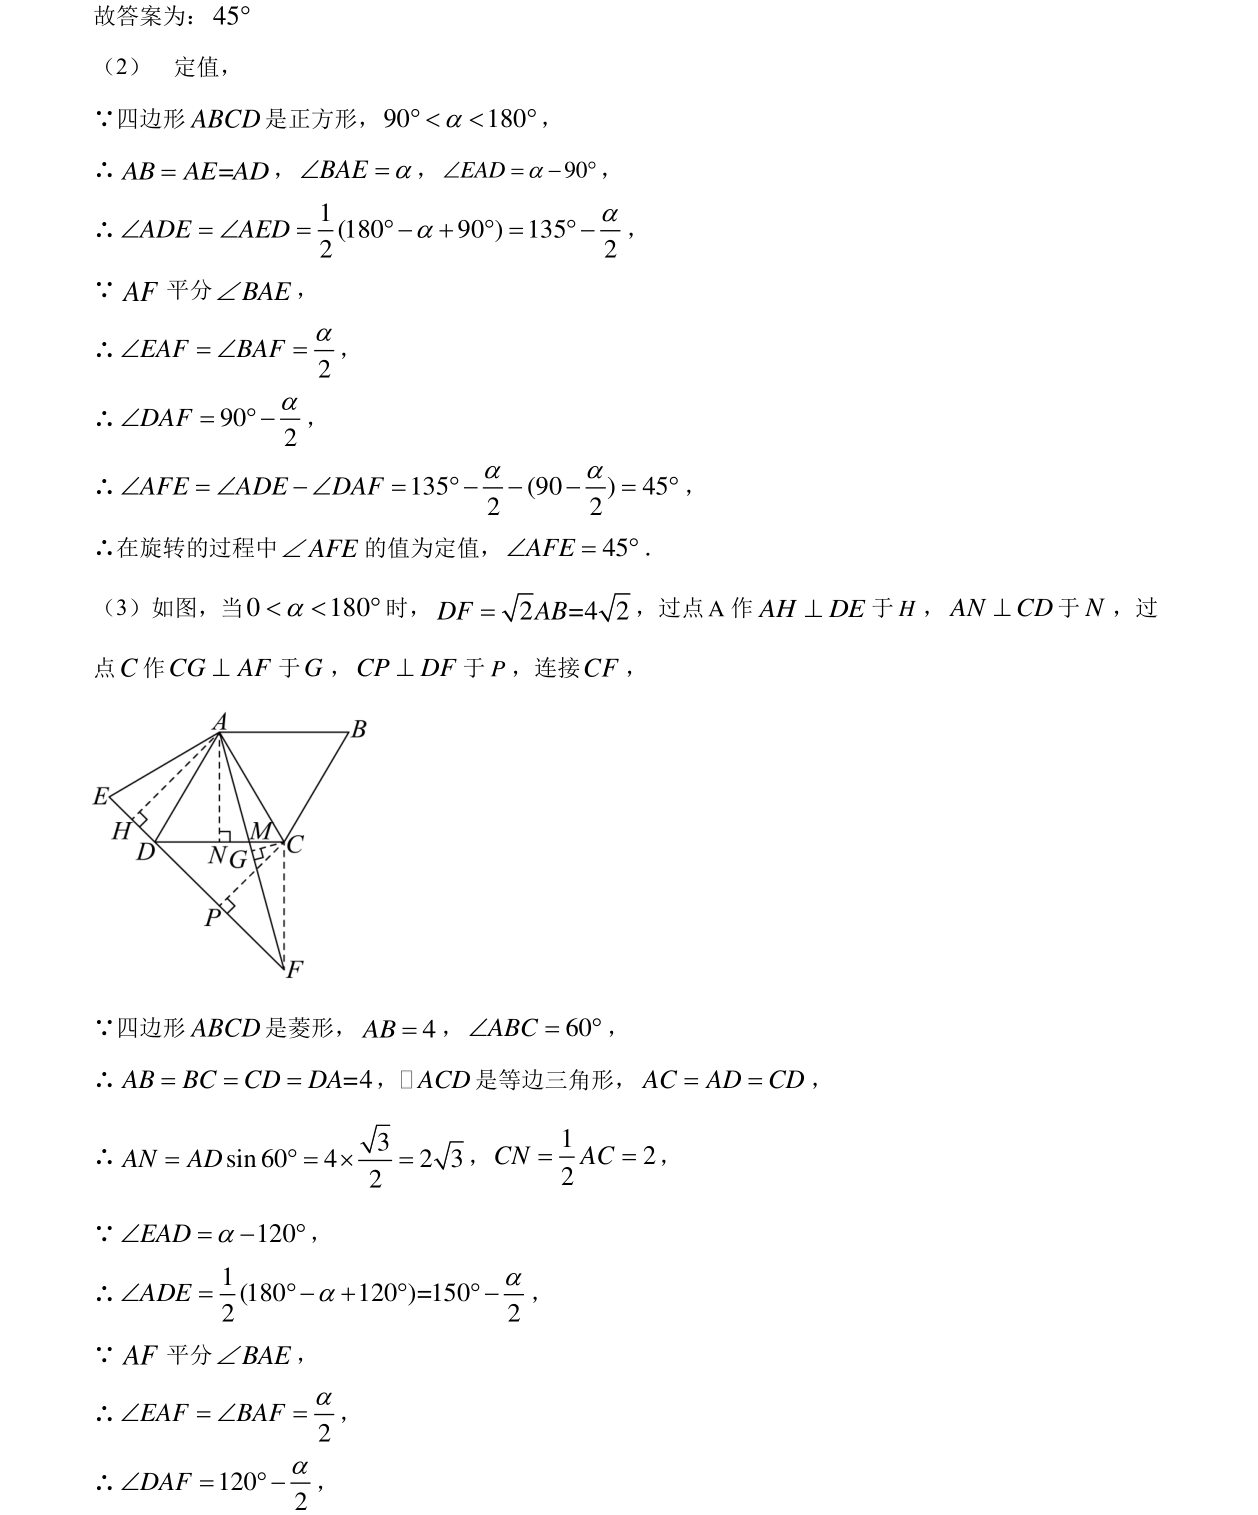 故答案为：45°
（2） 定值，
∵四边形ABCD是正方形，90°<α<180°，
∴AB=AE=AD，∠BAE=α，∠EAD=α−90°，
∴∠ADE=∠AED=1/2(180°−α+90°)=135°−α/2，
∵AF平分∠BAE，
∴∠EAF=∠BAF=α/2，
∴∠DAF=90°−α/2，
∴∠AFE=∠ADE−∠DAF=135°−α/2−(90−α/2)=45°，
∴在旋转的过程中∠AFE的值为定值，∠AFE=45°．
（3）如图，当0<α<180°时，DF=√2AB=4√2，过点A作AH⊥DE于H，AN⊥CD于N，过
点C作CG⊥AF于G，CP⊥DF于P，连接CF，
A
B
E
H
D
N
G
M
C
P
F
∵四边形ABCD是菱形，AB=4，∠ABC=60°，
∴AB=BC=CD=DA=4，□ACD是等边三角形，AC=AD=CD，
∴AN=ADsin60°=4×√3/2=2√3，CN=1/2AC=2，
∵∠EAD=α−120°，
∴∠ADE=1/2(180°−α+120°)=150°−α/2，
∵AF平分∠BAE，
∴∠EAF=∠BAF=α/2，
∴∠DAF=120°−α/2，